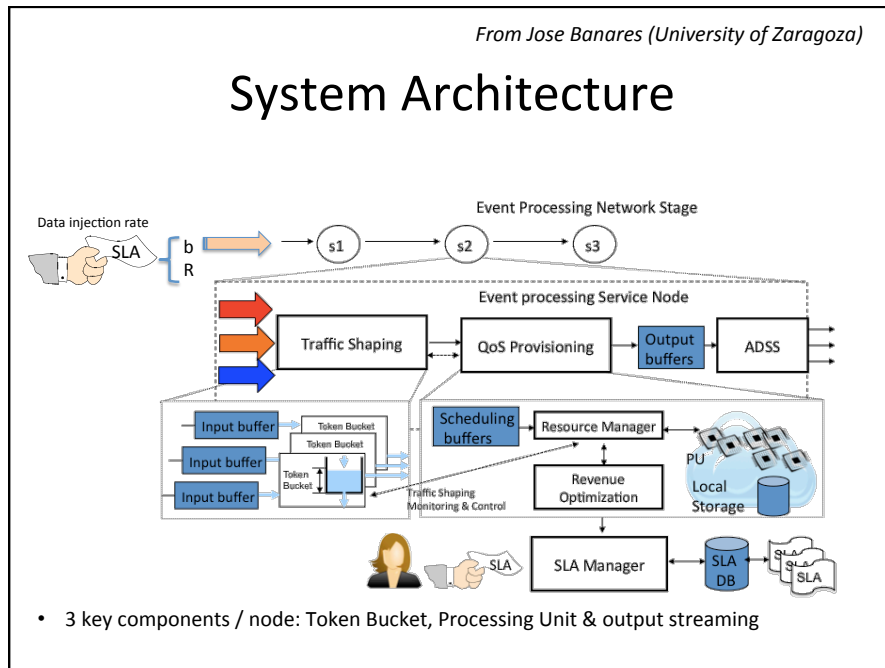 From Jose Banares (University of Zaragoza)
System Architecture
Data injection rate
SLA
b
R
Event Processing Network Stage
s1
s2
s3
Event processing Service Node
Traffic Shaping
QoS Provisioning
Output
buffers
ADSS
Input buffer
Input buffer
Input buffer
Token Bucket
Token Bucket
Token
Bucket
Scheduling
buffers
Resource Manager
Revenue
Optimization
PU
Local
Storage
Traffic Shaping
Monitoring & Control
SLA
SLA Manager
SLA
DB
SLA
SLA
SLA
• 3 key components / node: Token Bucket, Processing Unit & output streaming